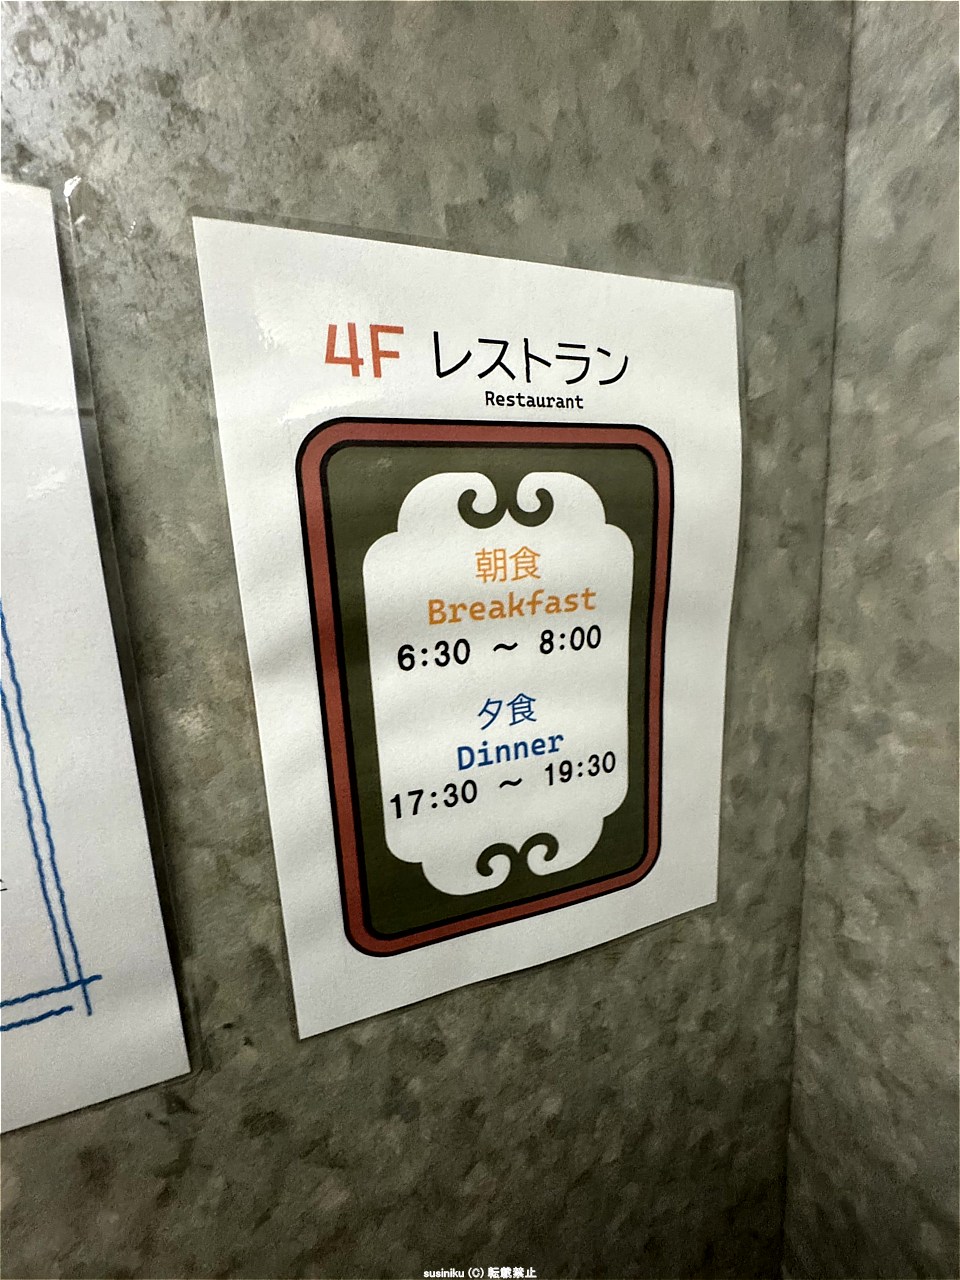 4F レストラン
Restaurant
朝食
Breakfast
6:30 ～ 8:00
夕食
Dinner
17:30 ～ 19:30
susiniku (C) 転載禁止